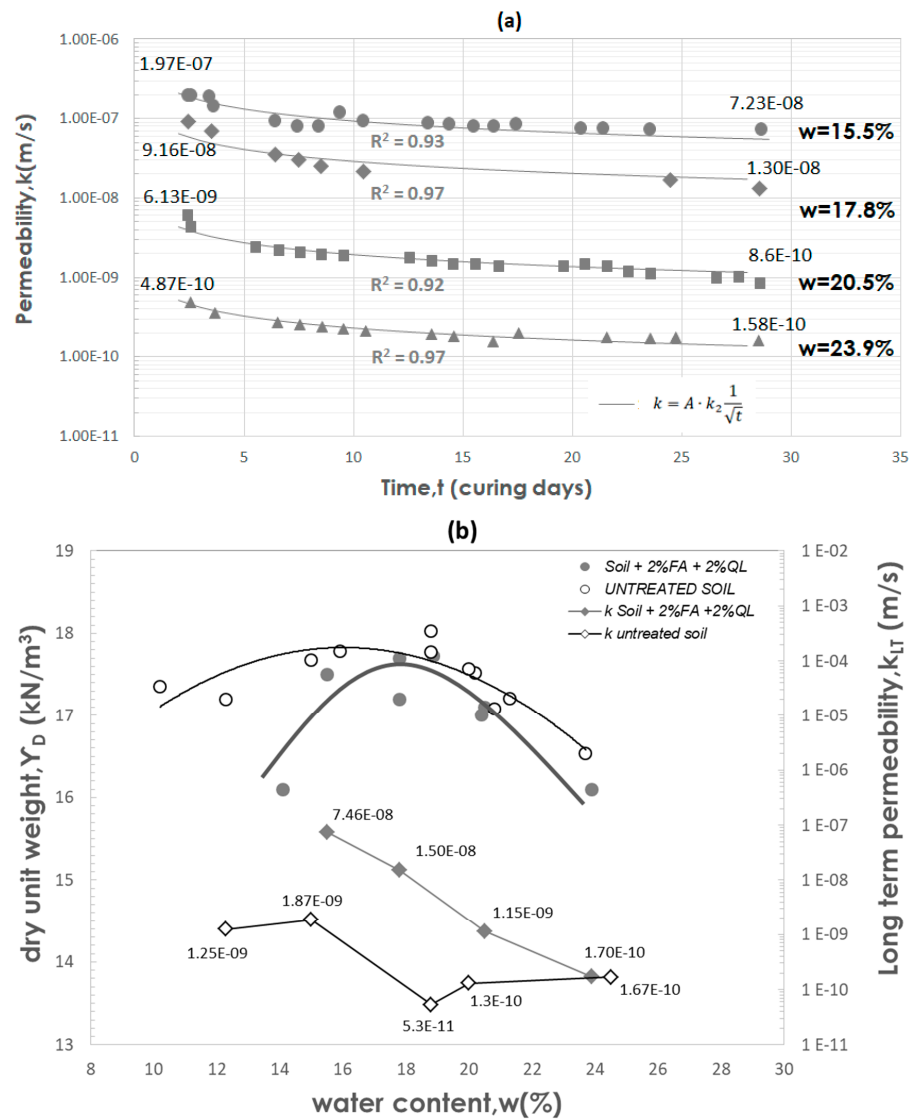 (a)
1.00E-06
1.97E-07
1.00E-07
7.23E-08
w=15.5%
R² = 0.93
9.16E-08
1.30E-08
1.00E-08
R² = 0.97
w=17.8%
6.13E-09
8.6E-10
1.00E-09
R² = 0.92
w=20.5%
4.87E-10
1.58E-10
1.00E-10
R² = 0.97
w=23.9%
k = A · k₂ 1/√t
1.00E-11
0 5 10 15 20 25 30 35
Permeability,k(m/s)
Time,t (curing days)
(b)
19
18
17
16
15
14
13
dry unit weight,ϒD (kN/m³)
Soil + 2%FA + 2%QL
UNTREATED SOIL
k Soil + 2%FA +2%QL
k untreated soil
7.46E-08
1.50E-08
1.87E-09
1.15E-09
1.25E-09
1.70E-10
1.3E-10
1.67E-10
5.3E-11
1 E-02
1 E-03
1 E-04
1 E-05
1 E-06
1 E-07
1 E-08
1 E-09
1 E-10
1 E-11
Long term permeability,kLT (m/s)
8 10 12 14 16 18 20 22 24 26 28 30
water content,w(%)